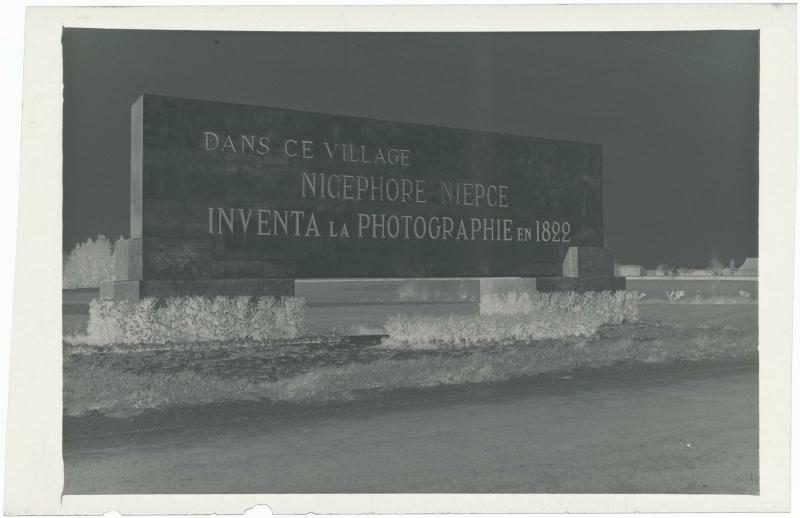 DANS CE VILLAGE
NICEPHORE NIEPCE
INVENTA LA PHOTOGRAPHIE EN 1822